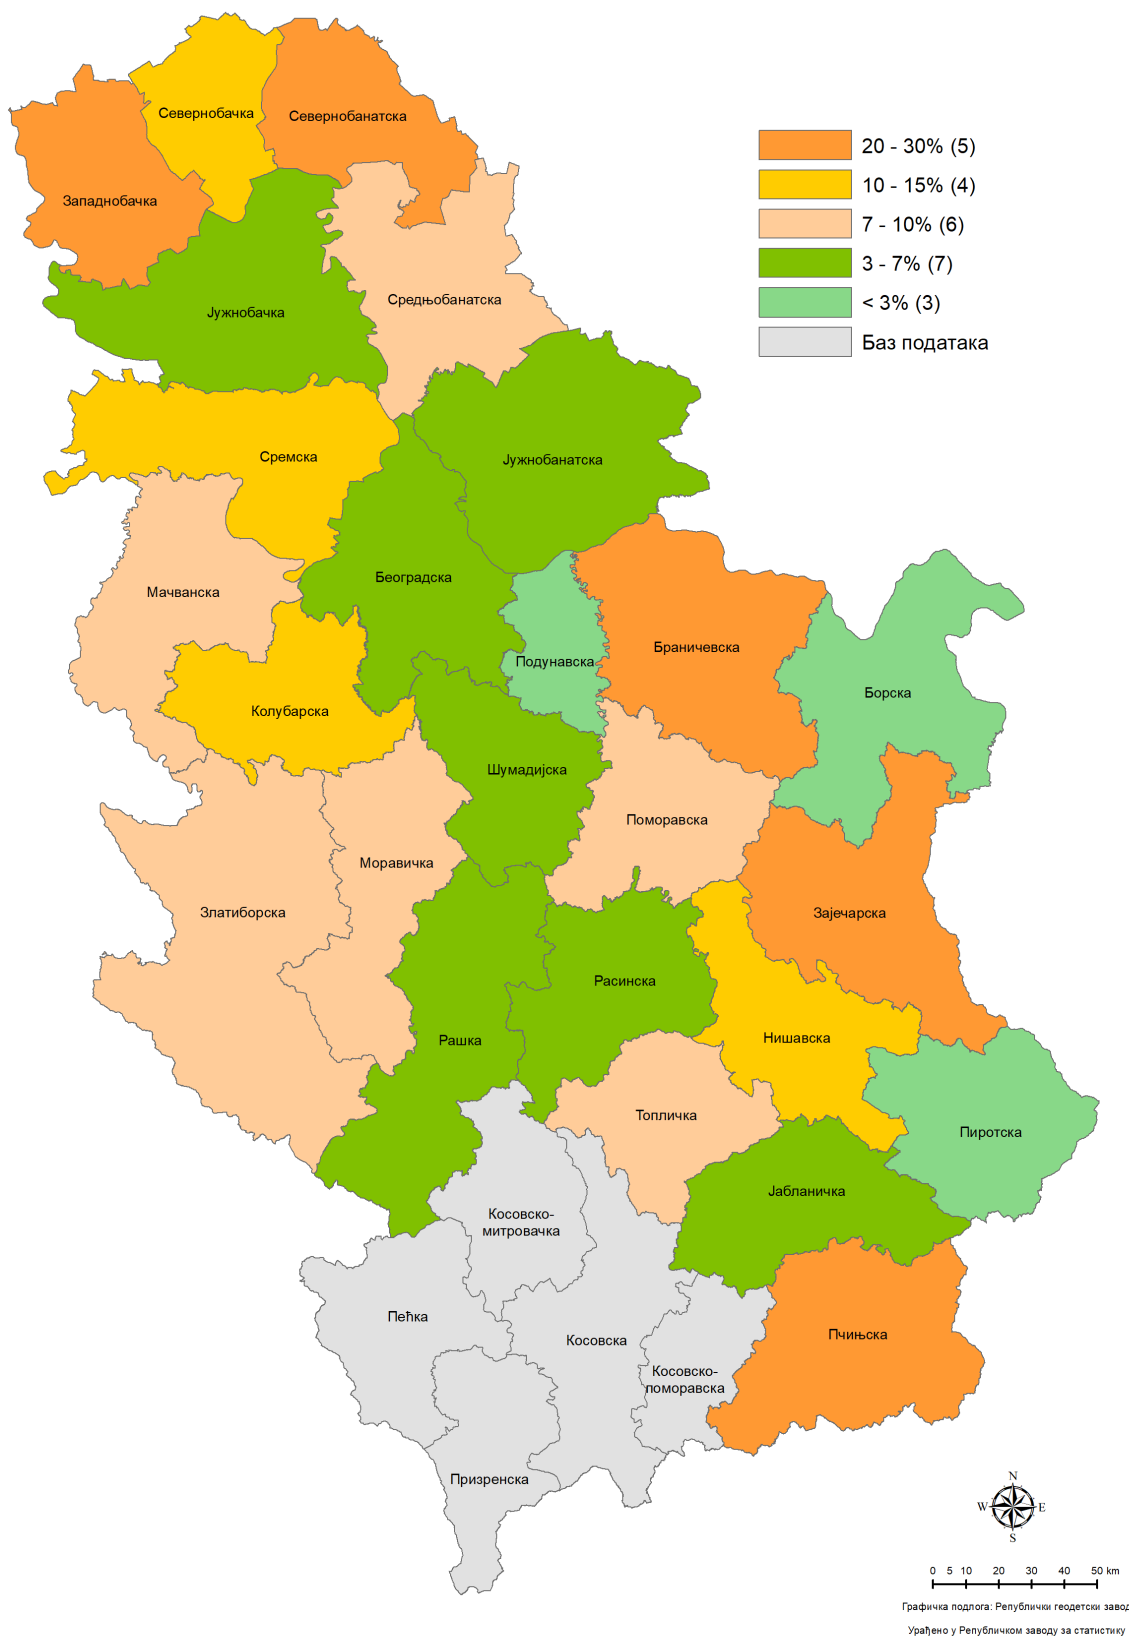 Севернобачка
Севернобанатска
Западнобачка
Јужнобачка
Средњобанатска
20 - 30% (5)
10 - 15% (4)
7 - 10% (6)
3 - 7% (7)
< 3% (3)
Баз података
Сремска
Јужнобанатска
Мачванска
Београдска
Подунавска
Браничевска
Борска
Колубарска
Шумадијска
Поморавска
Моравичка
Златиборска
Зајечарска
Расинска
Рашка
Нишавска
Топличка
Пиротска
Јабланичка
Косовско-
митровачка
Пећка
Косовска
Пчињска
Косовско-
поморавска
Призренска
N
W E
S
0 5 10 20 30 40 50 km
Графичка подлога: Републички геодетски завод
Урађено у Републичком заводу за статистику